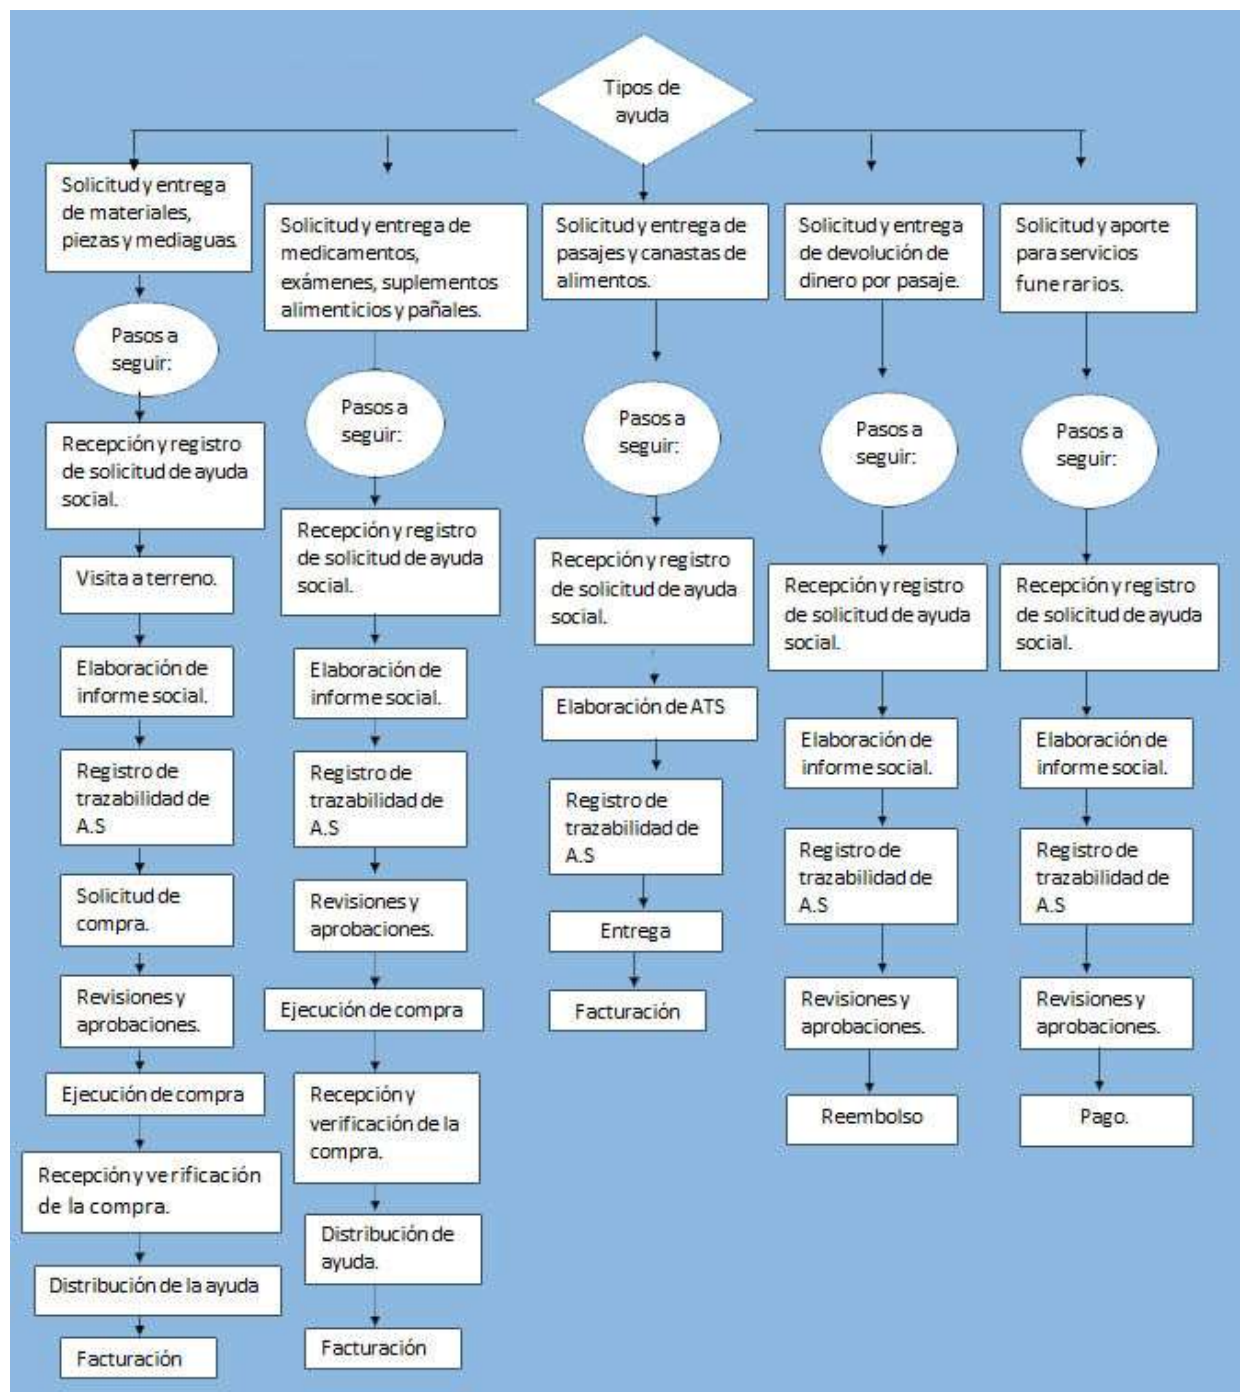 Tipos de
ayuda
Solicitud y entrega
de materiales,
piezas y mediaguas.
Pasos a
seguir:
Recepción y registro
de solicitud de ayuda
social.
Visita a terreno.
Elaboración de
informe social.
Registro de
trazabilidad de
A.S
Solicitud de
compra.
Revisiones y
aprobaciones.
Ejecución de compra
Recepción y verificación
de la compra.
Distribución de la ayuda
Facturación
Solicitud y entrega de
medicamentos,
exámenes, suplementos
alimenticios y pañales.
Pasos a
seguir:
Recepción y registro
de solicitud de ayuda
social.
Elaboración de
informe social.
Registro de
trazabilidad de
A.S
Revisiones y
aprobaciones.
Ejecución de compra
Recepción y
verificación de la
compra.
Distribución de
ayuda.
Facturación
Solicitud y entrega de
pasajes y canastas de
alimentos.
Pasos a
seguir:
Recepción y registro
de solicitud de ayuda
social.
Elaboración de ATS
Registro de
trazabilidad de
A.S
Entrega
Facturación
Solicitud y entrega
de devolución de
dinero por pasaje.
Pasos a
seguir:
Recepción y registro
de solicitud de ayuda
social.
Elaboración de
informe social.
Registro de
trazabilidad de
A.S
Revisiones y
aprobaciones.
Reembolso
Solicitud y aporte
para servicios
funerarios.
Pasos a
seguir:
Recepción y registro
de solicitud de ayuda
social.
Elaboración de
informe social.
Registro de
trazabilidad de
A.S
Revisiones y
aprobaciones.
Pago.